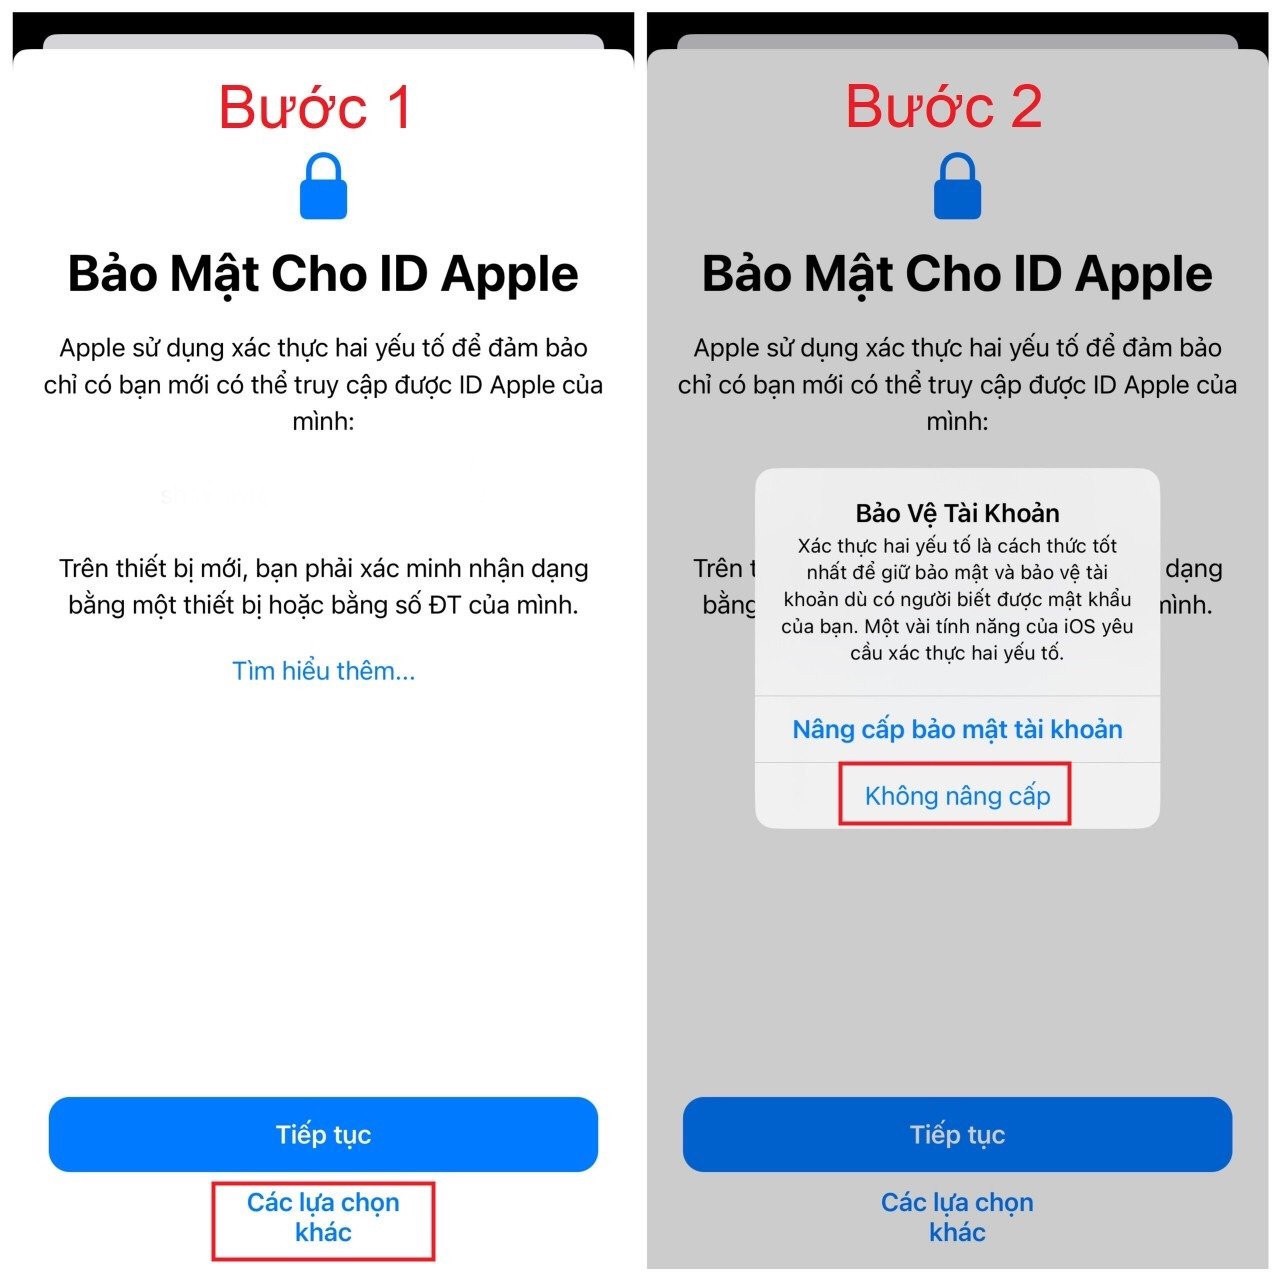 Bước 1
Bảo Mật Cho ID Apple
Apple sử dụng xác thực hai yếu tố để đảm bảo
chỉ có bạn mới có thể truy cập được ID Apple của
mình:
Trên thiết bị mới, bạn phải xác minh nhận dạng
bằng một thiết bị hoặc bằng số ĐT của mình.
Tìm hiểu thêm...
Tiếp tục
Các lựa chọn
khác
Bước 2
Bảo Mật Cho ID Apple
Apple sử dụng xác thực hai yếu tố để đảm bảo
chỉ có bạn mới có thể truy cập được ID Apple của
mình:
Trên
dạng
bằng
mình.
Bảo Vệ Tài Khoản
Xác thực hai yếu tố là cách thức tốt
nhất để giữ bảo mật và bảo vệ tài
khoản dù có người biết được mật khẩu
của bạn. Một vài tính năng của iOS yêu
cầu xác thực hai yếu tố.
Nâng cấp bảo mật tài khoản
Không nâng cấp
Tiếp tục
Các lựa chọn
khác